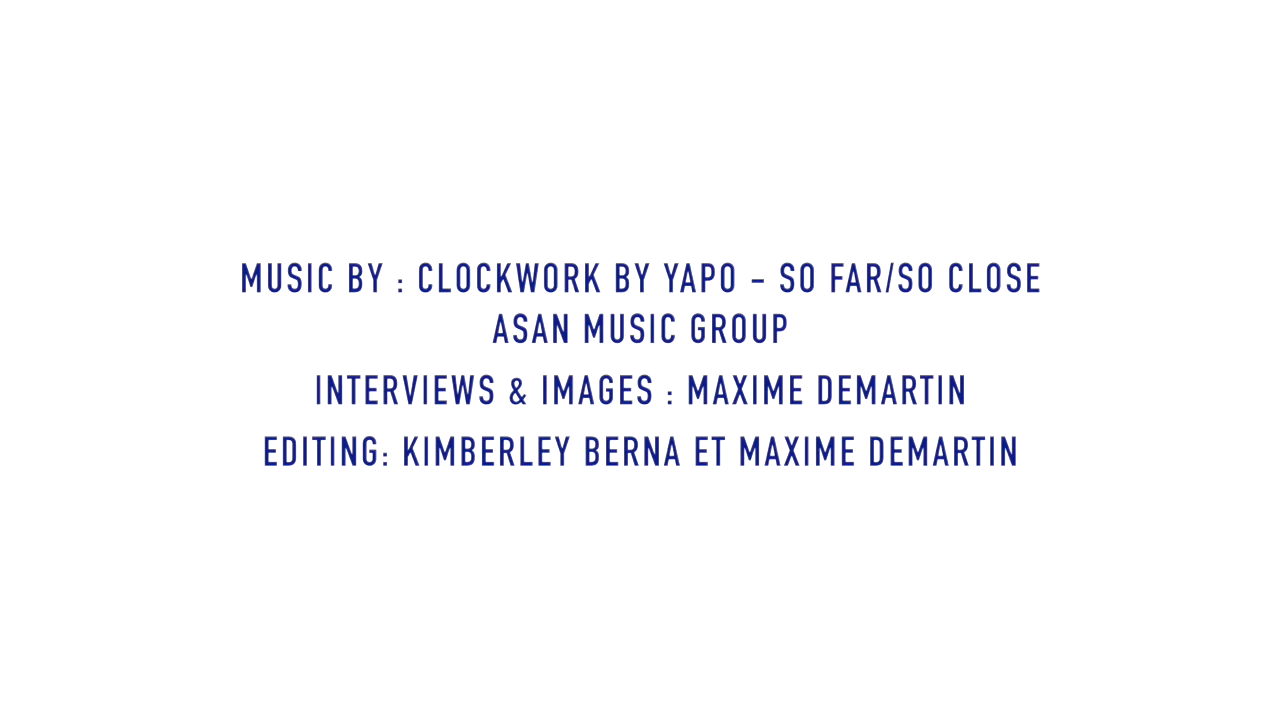 MUSIC BY : CLOCKWORK BY YAPO - SO FAR/SO CLOSE
ASAN MUSIC GROUP
INTERVIEWS & IMAGES : MAXIME DEMARTIN
EDITING: KIMBERLEY BERNA ET MAXIME DEMARTIN